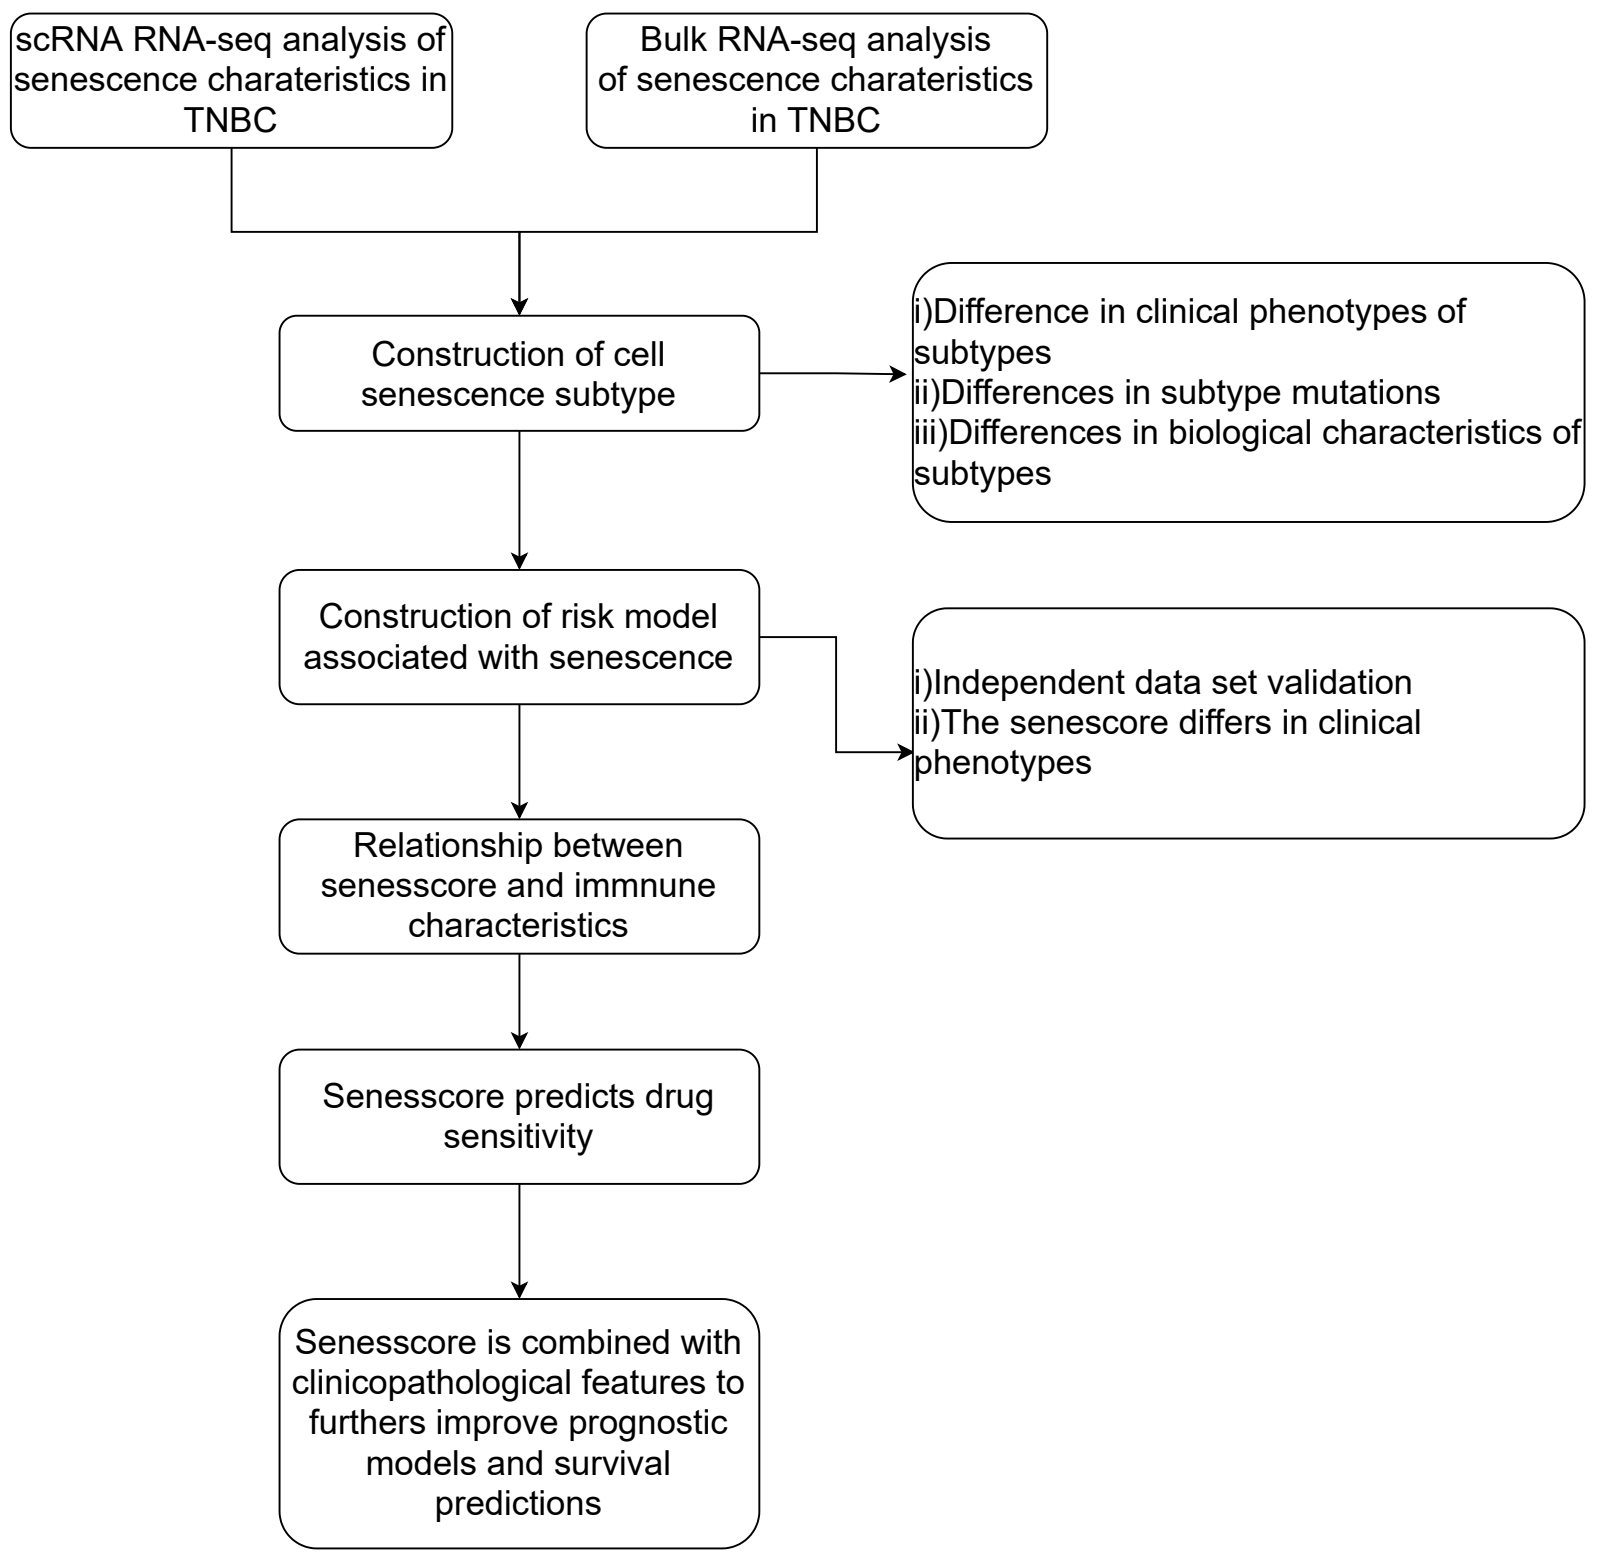 scRNA RNA-seq analysis of
senescence charateristics in
TNBC
Bulk RNA-seq analysis
of senescence charateristics
in TNBC
Construction of cell
senescence subtype
i)Difference in clinical phenotypes of
subtypes
ii)Differences in subtype mutations
iii)Differences in biological characteristics of
subtypes
Construction of risk model
associated with senescence
i)Independent data set validation
ii)The senescore differs in clinical
phenotypes
Relationship between
senesscore and immnune
characteristics
Senesscore predicts drug
sensitivity
Senesscore is combined with
clinicopathological features to
furthers improve prognostic
models and survival
predictions